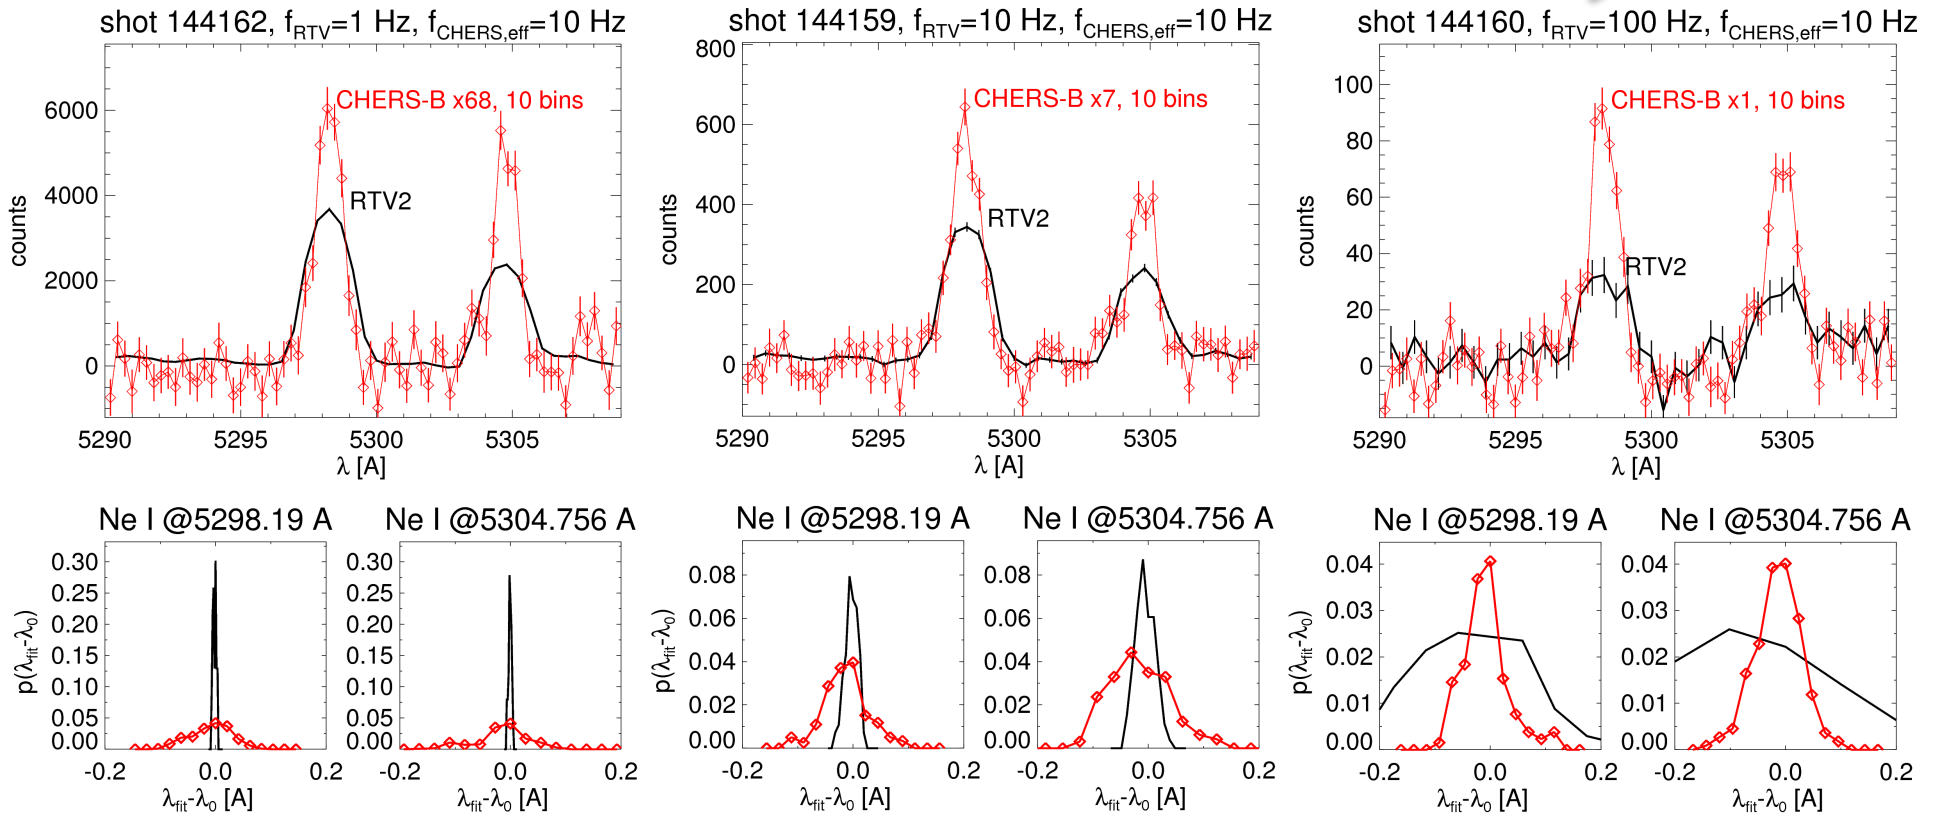 shot 144162, fRTV=1 Hz, fCHERS,eff=10 Hz
counts
6000
4000
2000
0
CHERS-B x68, 10 bins
RTV2
5290 5295 5300 5305
λ [A]
shot 144159, fRTV=10 Hz, fCHERS,eff=10 Hz
counts
800
600
400
200
0
CHERS-B x7, 10 bins
RTV2
5290 5295 5300 5305
λ [A]
shot 144160, fRTV=100 Hz, fCHERS,eff=10 Hz
counts
100
80
60
40
20
0
CHERS-B x1, 10 bins
RTV2
5290 5295 5300 5305
λ [A]
Ne I @5298.19 A
p(λfit-λ0)
0.30
0.25
0.20
0.15
0.10
0.05
0.00
-0.2 0.0 0.2
λfit-λ0 [A]
Ne I @5304.756 A
0.30
0.25
0.20
0.15
0.10
0.05
0.00
-0.2 0.0 0.2
λfit-λ0 [A]
Ne I @5298.19 A
p(λfit-λ0)
0.08
0.06
0.04
0.02
0.00
-0.2 0.0 0.2
λfit-λ0 [A]
Ne I @5304.756 A
0.08
0.06
0.04
0.02
0.00
-0.2 0.0 0.2
λfit-λ0 [A]
Ne I @5298.19 A
p(λfit-λ0)
0.04
0.03
0.02
0.01
0.00
-0.2 0.0 0.2
λfit-λ0 [A]
Ne I @5304.756 A
0.04
0.03
0.02
0.01
0.00
-0.2 0.0 0.2
λfit-λ0 [A]